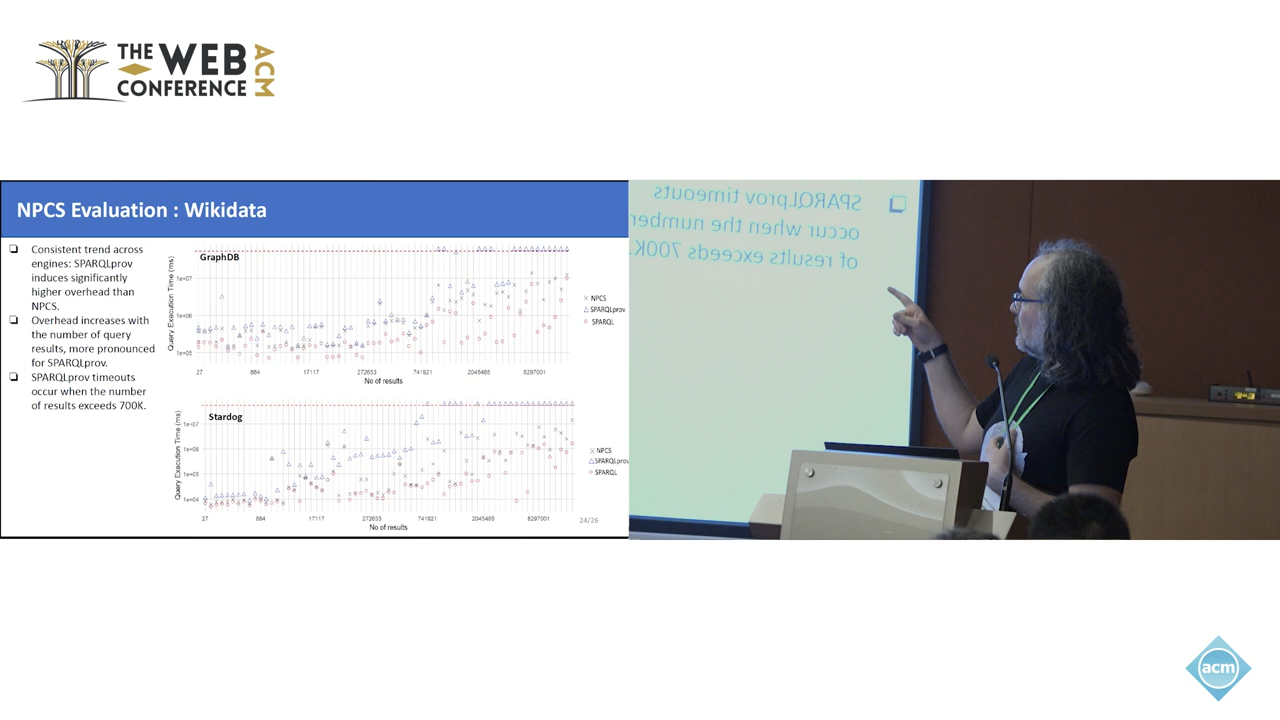 THE WEB
CONFERENCE
ACM
NPCS Evaluation : Wikidata
❑ Consistent trend across
engines: SPARQLprov
induces significantly
higher overhead than
NPCS.
❑ Overhead increases with
the number of query
results, more pronounced
for SPARQLprov.
❑ SPARQLprov timeouts
occur when the number
of results exceeds 700K.
GraphDB
Query Execution Time (ms)
1e+07
1e+06
1e+05
27 884 17117 272653 741921 2045468 8297001
No of results
NPCS
SPARQLprov
SPARQL
Stardog
Query Execution Time (ms)
1e+07
1e+06
1e+05
1e+04
27 884 17117 272653 741921 2045468 8297001
No of results
NPCS
SPARQLprov
SPARQL
24/26
SPARQLprov timeouts
occur when the number
of results exceeds 700K.
acm